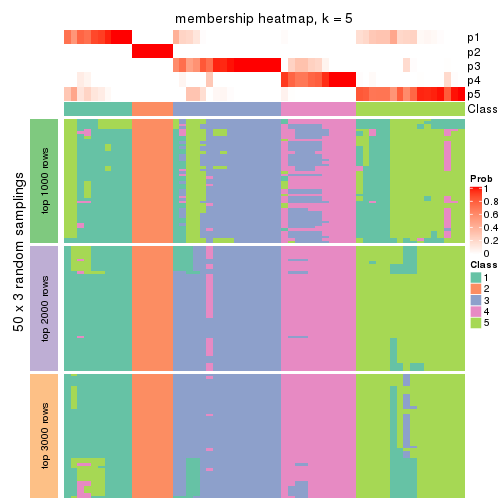 membership heatmap, k = 5
p1
p2
p3
p4
p5
Class
50 x 3 random samplings
top 1000 rows
top 2000 rows
top 3000 rows
Prob
1
0.8
0.6
0.4
0.2
0
Class
1
2
3
4
5